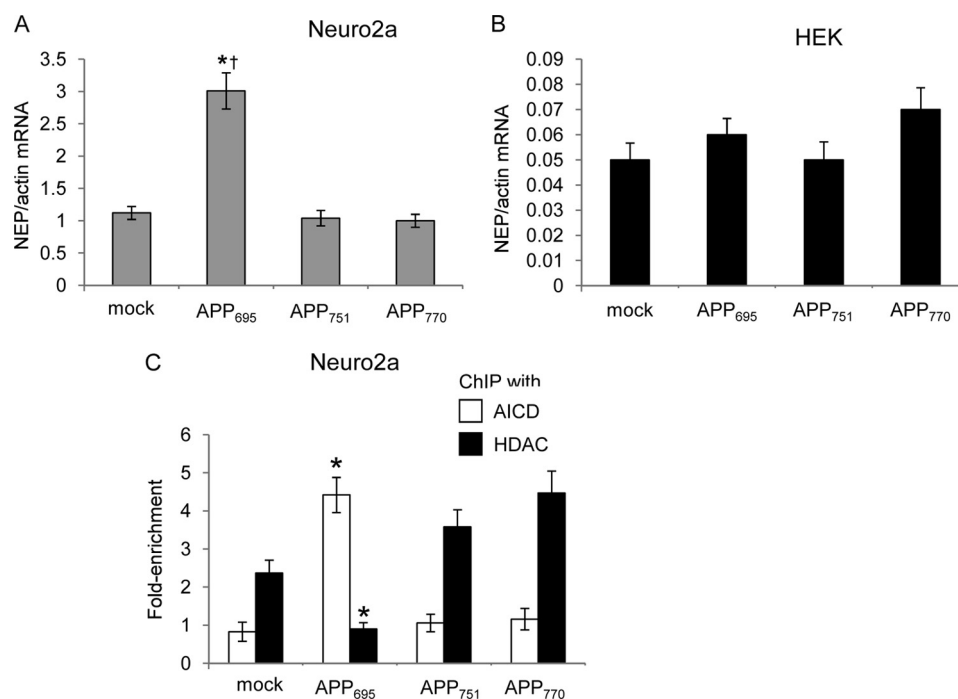 A
Neuro2a
NEP/actin mRNA
3.5
3
2.5
2
1.5
1
0.5
0
*†
mock
APP695
APP751
APP770
B
HEK
NEP/actin mRNA
0.09
0.08
0.07
0.06
0.05
0.04
0.03
0.02
0.01
0
mock
APP695
APP751
APP770
C
Neuro2a
ChIP with
AICD
HDAC
Fold-enrichment
6
5
4
3
2
1
0
*
*
mock
APP695
APP751
APP770